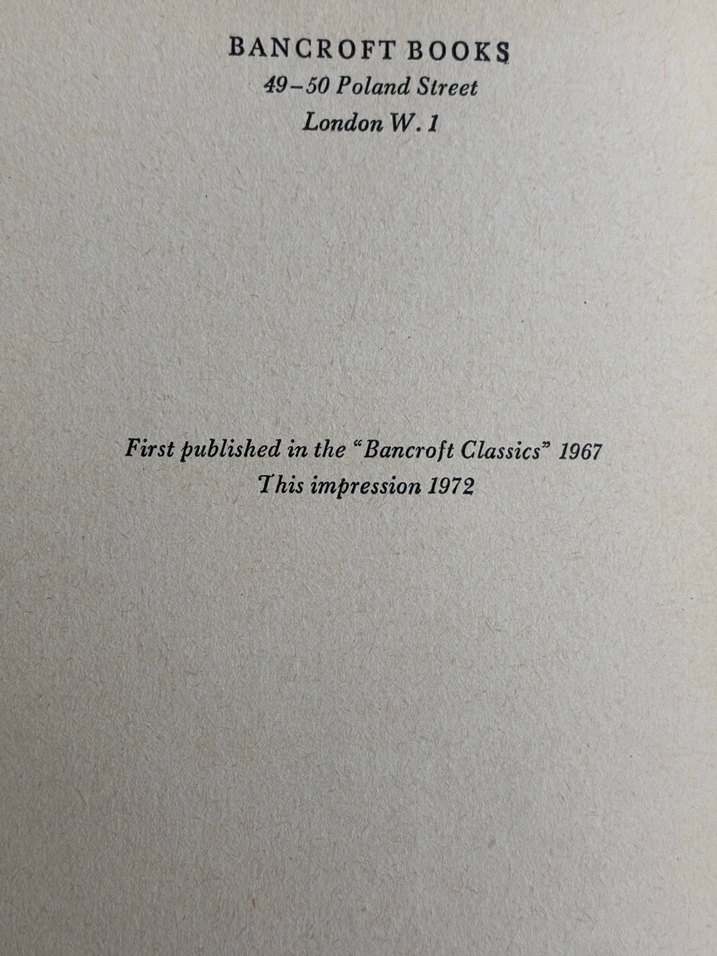 BANCROFT BOOKS
49–50 Poland Street
London W. 1
First published in the “Bancroft Classics” 1967
This impression 1972